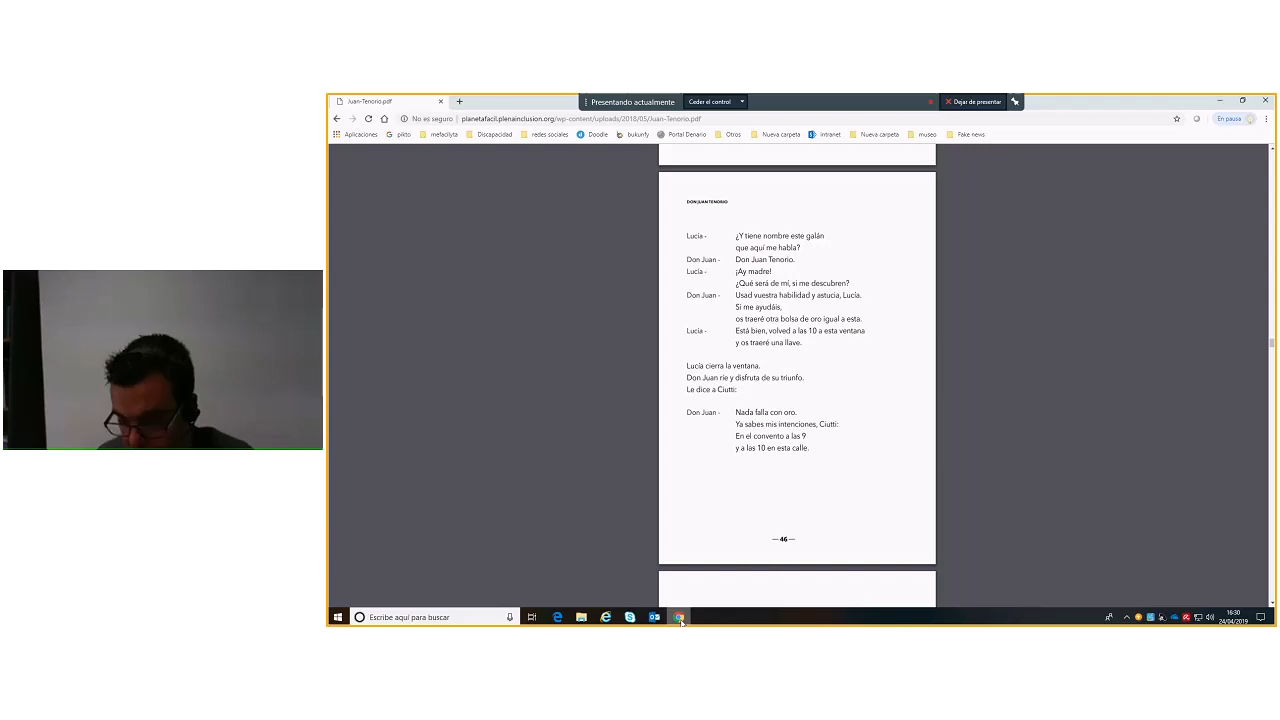 Juan-Tenorio.pdf
Presentando actualmente
Ceder el control
Dejar de presentar
No es seguro
planetafacil.plenainclusion.org/wp-content/uploads/2018/05/Juan-Tenorio.pdf
En pausa
Aplicaciones
pikto
mefacilyta
Discapacidad
redes sociales
Doodle
bukunfy
Portal Denario
Otros
Nueva carpeta
intranet
Nueva carpeta
museo
Fake news
DON JUAN TENORIO
Lucía - ¿Y tiene nombre este galán
que aquí me habla?
Don Juan - Don Juan Tenorio.
Lucía - ¡Ay madre!
¿Qué será de mí, si me descubren?
Don Juan - Usad vuestra habilidad y astucia, Lucía.
Si me ayudáis,
os traeré otra bolsa de oro igual a esta.
Lucía - Está bien, volved a las 10 a esta ventana
y os traeré una llave.
Lucía cierra la ventana.
Don Juan ríe y disfruta de su triunfo.
Le dice a Ciutti:
Don Juan - Nada falla con oro.
Ya sabes mis intenciones, Ciutti:
En el convento a las 9
y a las 10 en esta calle.
— 46 —
Escribe aquí para buscar
16:30
24/04/2019